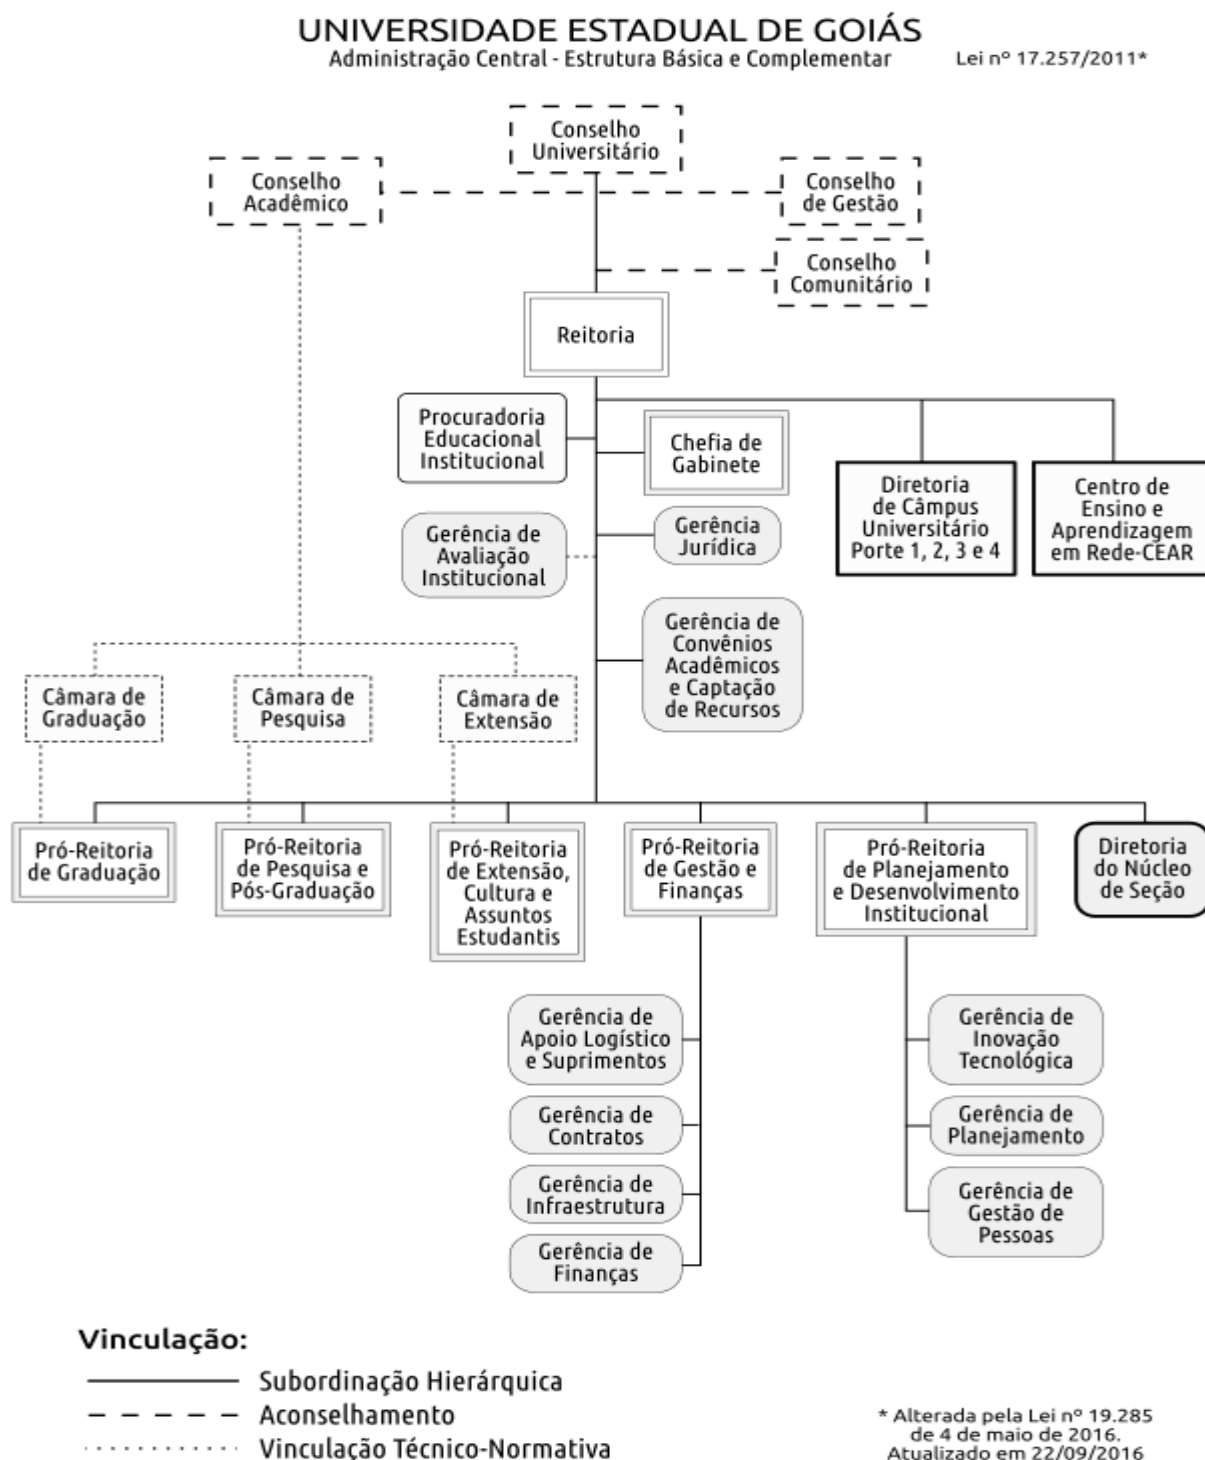 UNIVERSIDADE ESTADUAL DE GOIÁS
Administração Central - Estrutura Básica e Complementar
Lei nº 17.257/2011*
Conselho
Universitário
Conselho
Acadêmico
Conselho
de Gestão
Conselho
Comunitário
Reitoria
Procuradoria
Educacional
Institucional
Chefia de
Gabinete
Diretoria
de Câmpus
Universitário
Porte 1, 2, 3 e 4
Centro de
Ensino e
Aprendizagem
em Rede-CEAR
Gerência de
Avaliação
Institucional
Gerência
Jurídica
Gerência de
Convênios
Acadêmicos
e Captação
de Recursos
Câmara de
Graduação
Câmara de
Pesquisa
Câmara de
Extensão
Pró-Reitoria
de Graduação
Pró-Reitoria
de Pesquisa e
Pós-Graduação
Pró-Reitoria
de Extensão,
Cultura e
Assuntos
Estudantis
Pró-Reitoria
de Gestão e
Finanças
Pró-Reitoria
de Planejamento
e Desenvolvimento
Institucional
Diretoria
do Núcleo
de Seção
Gerência de
Apoio Logístico
e Suprimentos
Gerência de
Contratos
Gerência de
Infraestrutura
Gerência de
Finanças
Gerência de
Inovação
Tecnológica
Gerência de
Planejamento
Gerência de
Gestão de
Pessoas
Vinculação:
Subordinação Hierárquica
Aconselhamento
Vinculação Técnico-Normativa
* Alterada pela Lei nº 19.285
de 4 de maio de 2016.
Atualizado em 22/09/2016